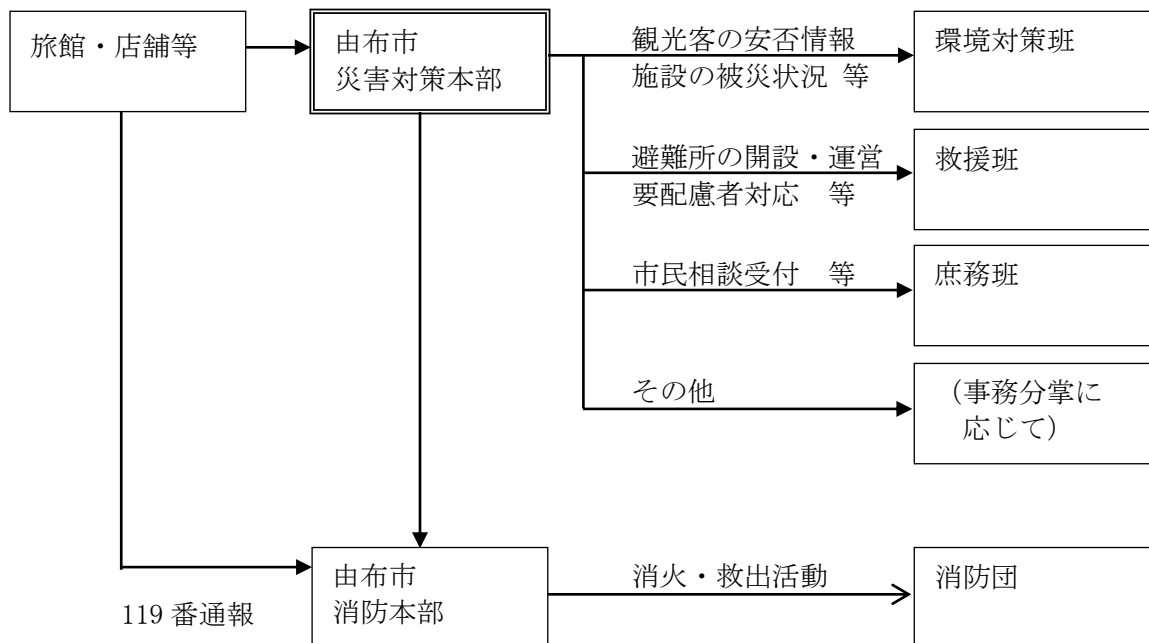 旅館・店舗等
由布市
災害対策本部
観光客の安否情報
施設の被災状況 等
環境対策班
避難所の開設・運営
要配慮者対応 等
救援班
市民相談受付 等
庶務班
その他
（事務分掌に
応じて）
119 番通報
由布市
消防本部
消火・救出活動
消防団